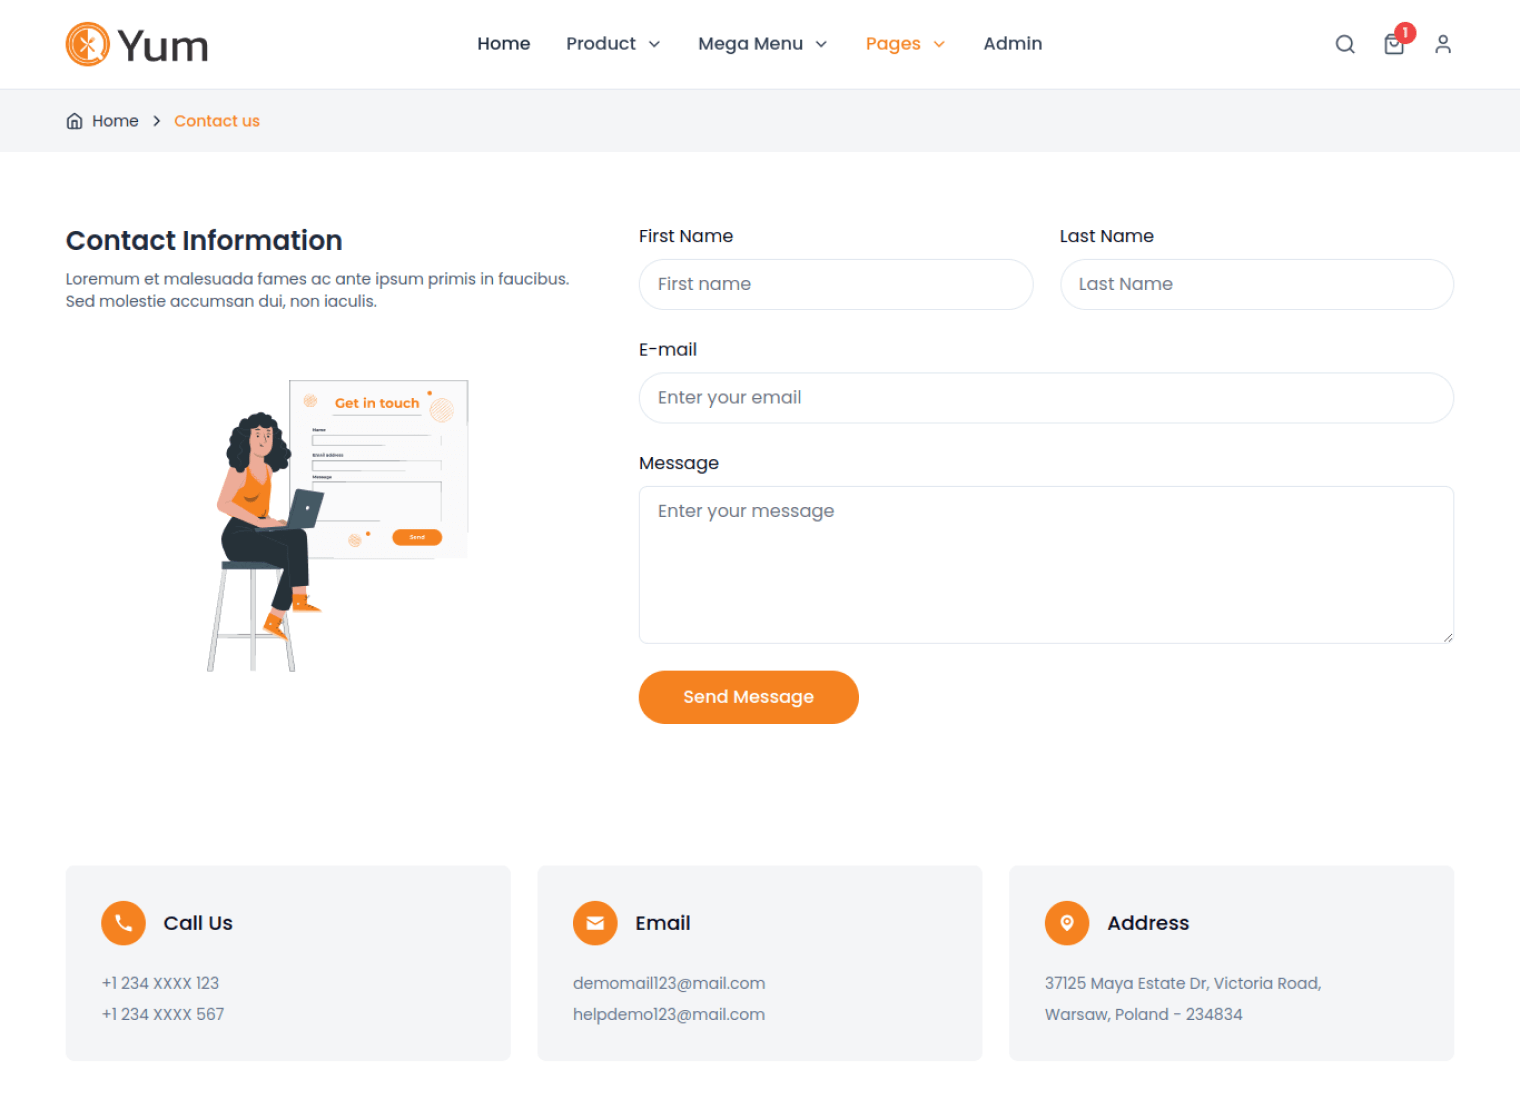 Yum
Home Product Mega Menu Pages Admin
1
Home Contact us
Contact Information
Loremum et malesuada fames ac ante ipsum primis in faucibus.
Sed molestie accumsan dui, non iaculis.
Get in touch
Name
Email address
Message
Send
First Name
First name
Last Name
Last Name
E-mail
Enter your email
Message
Enter your message
Send Message
Call Us
+1 234 XXXX 123
+1 234 XXXX 567
Email
demomail123@mail.com
helpdemo123@mail.com
Address
37125 Maya Estate Dr, Victoria Road,
Warsaw, Poland - 234834